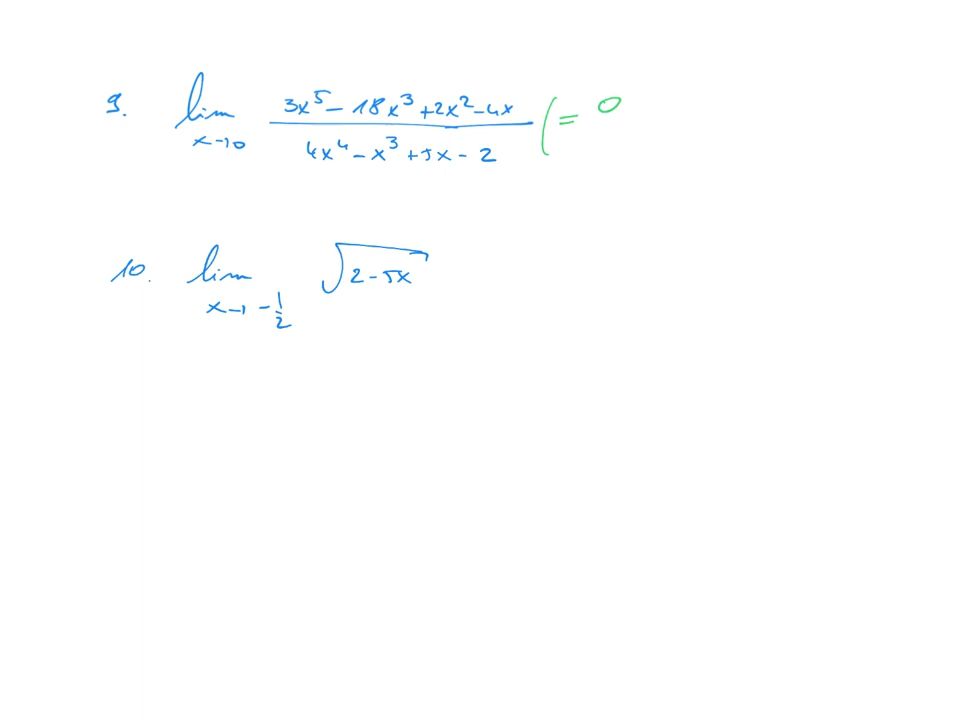 9. lim x→0 (3x^5 - 18x^3 + 2x^2 - 4x) / (4x^4 - x^3 + 5x - 2) (= 0
10. lim x→-1/2 √(2 - 5x)